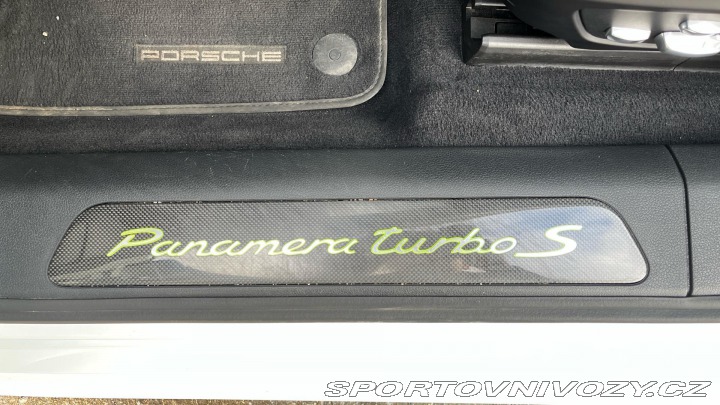 PORSCHE
Panamera turbo S
SPORTOVNIVOZY.CZ